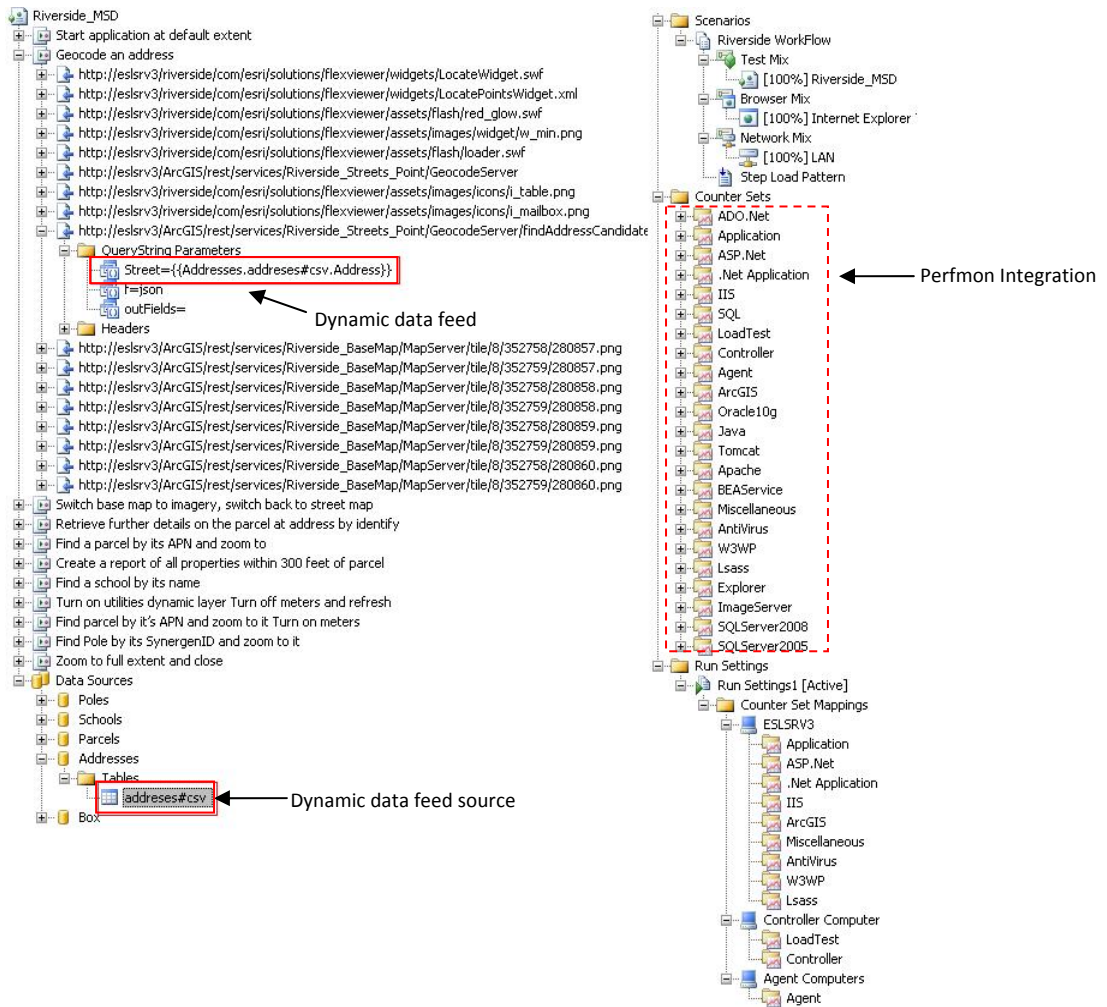 Riverside_MSD
Start application at default extent
Geocode an address
http://eslsrv3/riverside/com/esri/solutions/flexviewer/widgets/LocateWidget.swf
http://eslsrv3/riverside/com/esri/solutions/flexviewer/widgets/LocatePointsWidget.xml
http://eslsrv3/riverside/com/esri/solutions/flexviewer/assets/flash/red_glow.swf
http://eslsrv3/riverside/com/esri/solutions/flexviewer/assets/images/widget/w_min.png
http://eslsrv3/riverside/com/esri/solutions/flexviewer/assets/flash/loader.swf
http://eslsrv3/ArcGIS/rest/services/Riverside_Streets_Point/GeocodeServer
http://eslsrv3/riverside/com/esri/solutions/flexviewer/assets/images/icons/i_table.png
http://eslsrv3/riverside/com/esri/solutions/flexviewer/assets/images/icons/i_mailbox.png
http://eslsrv3/ArcGIS/rest/services/Riverside_Streets_Point/GeocodeServer/findAddressCandidate
QueryString Parameters
Street={{Addresses.addreses#csv.Address}}
f=json
outFields=
Dynamic data feed
Headers
http://eslsrv3/ArcGIS/rest/services/Riverside_BaseMap/MapServer/tile/8/352758/280857.png
http://eslsrv3/ArcGIS/rest/services/Riverside_BaseMap/MapServer/tile/8/352759/280857.png
http://eslsrv3/ArcGIS/rest/services/Riverside_BaseMap/MapServer/tile/8/352758/280858.png
http://eslsrv3/ArcGIS/rest/services/Riverside_BaseMap/MapServer/tile/8/352759/280858.png
http://eslsrv3/ArcGIS/rest/services/Riverside_BaseMap/MapServer/tile/8/352758/280859.png
http://eslsrv3/ArcGIS/rest/services/Riverside_BaseMap/MapServer/tile/8/352759/280859.png
http://eslsrv3/ArcGIS/rest/services/Riverside_BaseMap/MapServer/tile/8/352758/280860.png
http://eslsrv3/ArcGIS/rest/services/Riverside_BaseMap/MapServer/tile/8/352759/280860.png
Switch base map to imagery, switch back to street map
Retrieve further details on the parcel at address by identify
Find a parcel by its APN and zoom to
Create a report of all properties within 300 feet of parcel
Find a school by its name
Turn on utilities dynamic layer Turn off meters and refresh
Find parcel by it's APN and zoom to it Turn on meters
Find Pole by its SynergenID and zoom to it
Zoom to full extent and close
Data Sources
Poles
Schools
Parcels
Addresses
Tables
addreses#csv
Dynamic data feed source
Box
Scenarios
Riverside WorkFlow
Test Mix
[100%] Riverside_MSD
Browser Mix
[100%] Internet Explorer
Network Mix
[100%] LAN
Step Load Pattern
Counter Sets
ADO.Net
Application
ASP.Net
.Net Application
Perfmon Integration
IIS
SQL
LoadTest
Controller
Agent
ArcGIS
Oracle10g
Java
Tomcat
Apache
BEAService
Miscellaneous
AntiVirus
W3WP
Lsass
Explorer
ImageServer
SQLServer2008
SQLServer2005
Run Settings
Run Settings1 [Active]
Counter Set Mappings
ESLSRV3
Application
ASP.Net
.Net Application
IIS
ArcGIS
Miscellaneous
AntiVirus
W3WP
Lsass
Controller Computer
LoadTest
Controller
Agent Computers
Agent